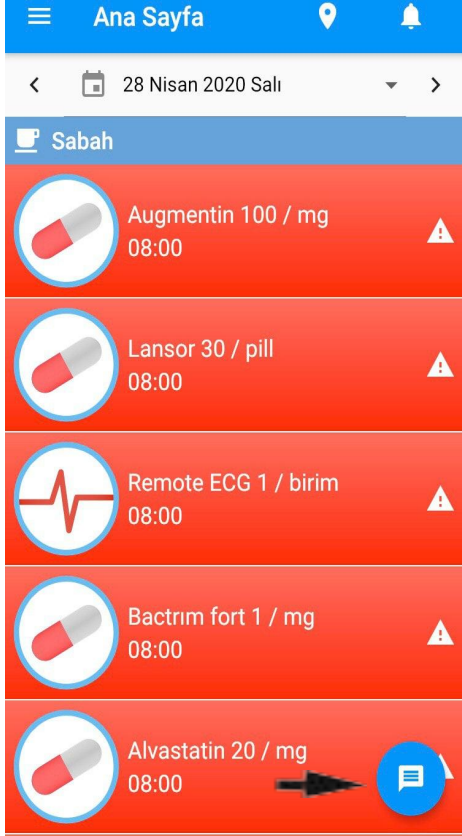 Ana Sayfa
28 Nisan 2020 Salı
Sabah
Augmentin 100 / mg
08:00
Lansor 30 / pill
08:00
Remote ECG 1 / birim
08:00
Bactrım fort 1 / mg
08:00
Alvastatin 20 / mg
08:00